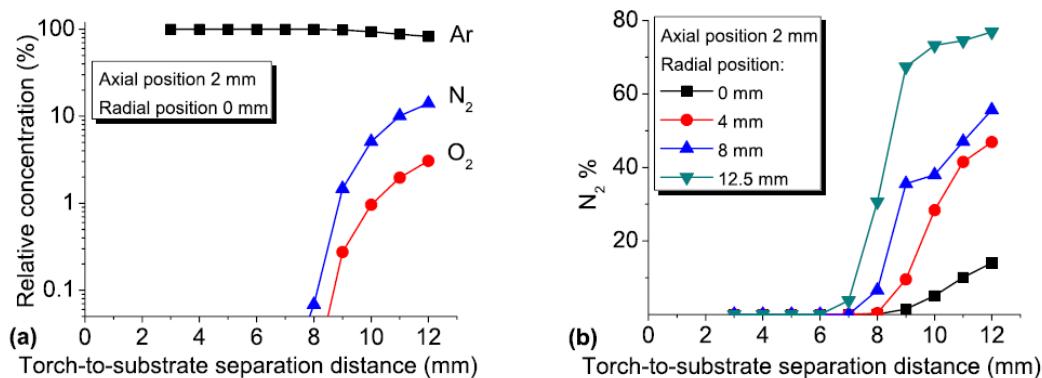 100
10
1
0.1
Relative concentration (%)
Axial position 2 mm
Radial position 0 mm
Ar
N2
O2
(a)
0 2 4 6 8 10 12
Torch-to-substrate separation distance (mm)
80
60
40
20
N2 %
Axial position 2 mm
Radial position:
0 mm
4 mm
8 mm
12.5 mm
(b)
0 2 4 6 8 10 12
Torch-to-substrate separation distance (mm)